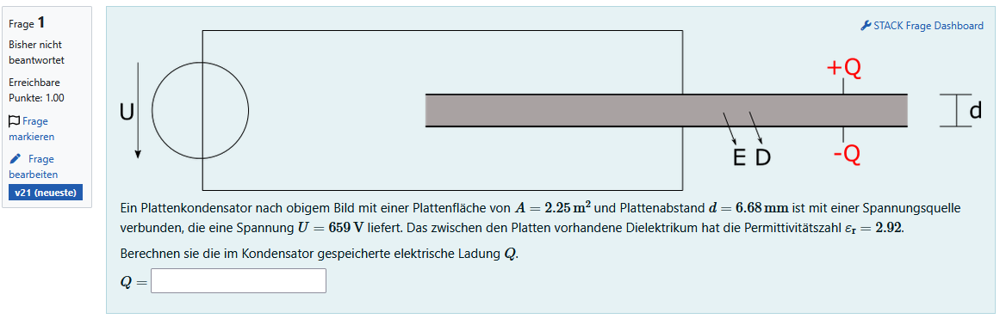 Frage 1
Bisher nicht
beantwortet
Erreichbare
Punkte: 1.00
Frage
markieren
Frage
bearbeiten
v21 (neueste)
STACK Frage Dashboard
+Q
U
d
E D
-Q
Ein Plattenkondensator nach obigem Bild mit einer Plattenfläche von A = 2.25 m² und Plattenabstand d = 6.68 mm ist mit einer Spannungsquelle
verbunden, die eine Spannung U = 659 V liefert. Das zwischen den Platten vorhandene Dielektrikum hat die Permittivitätszahl εᵣ = 2.92.
Berechnen sie die im Kondensator gespeicherte elektrische Ladung Q.
Q =